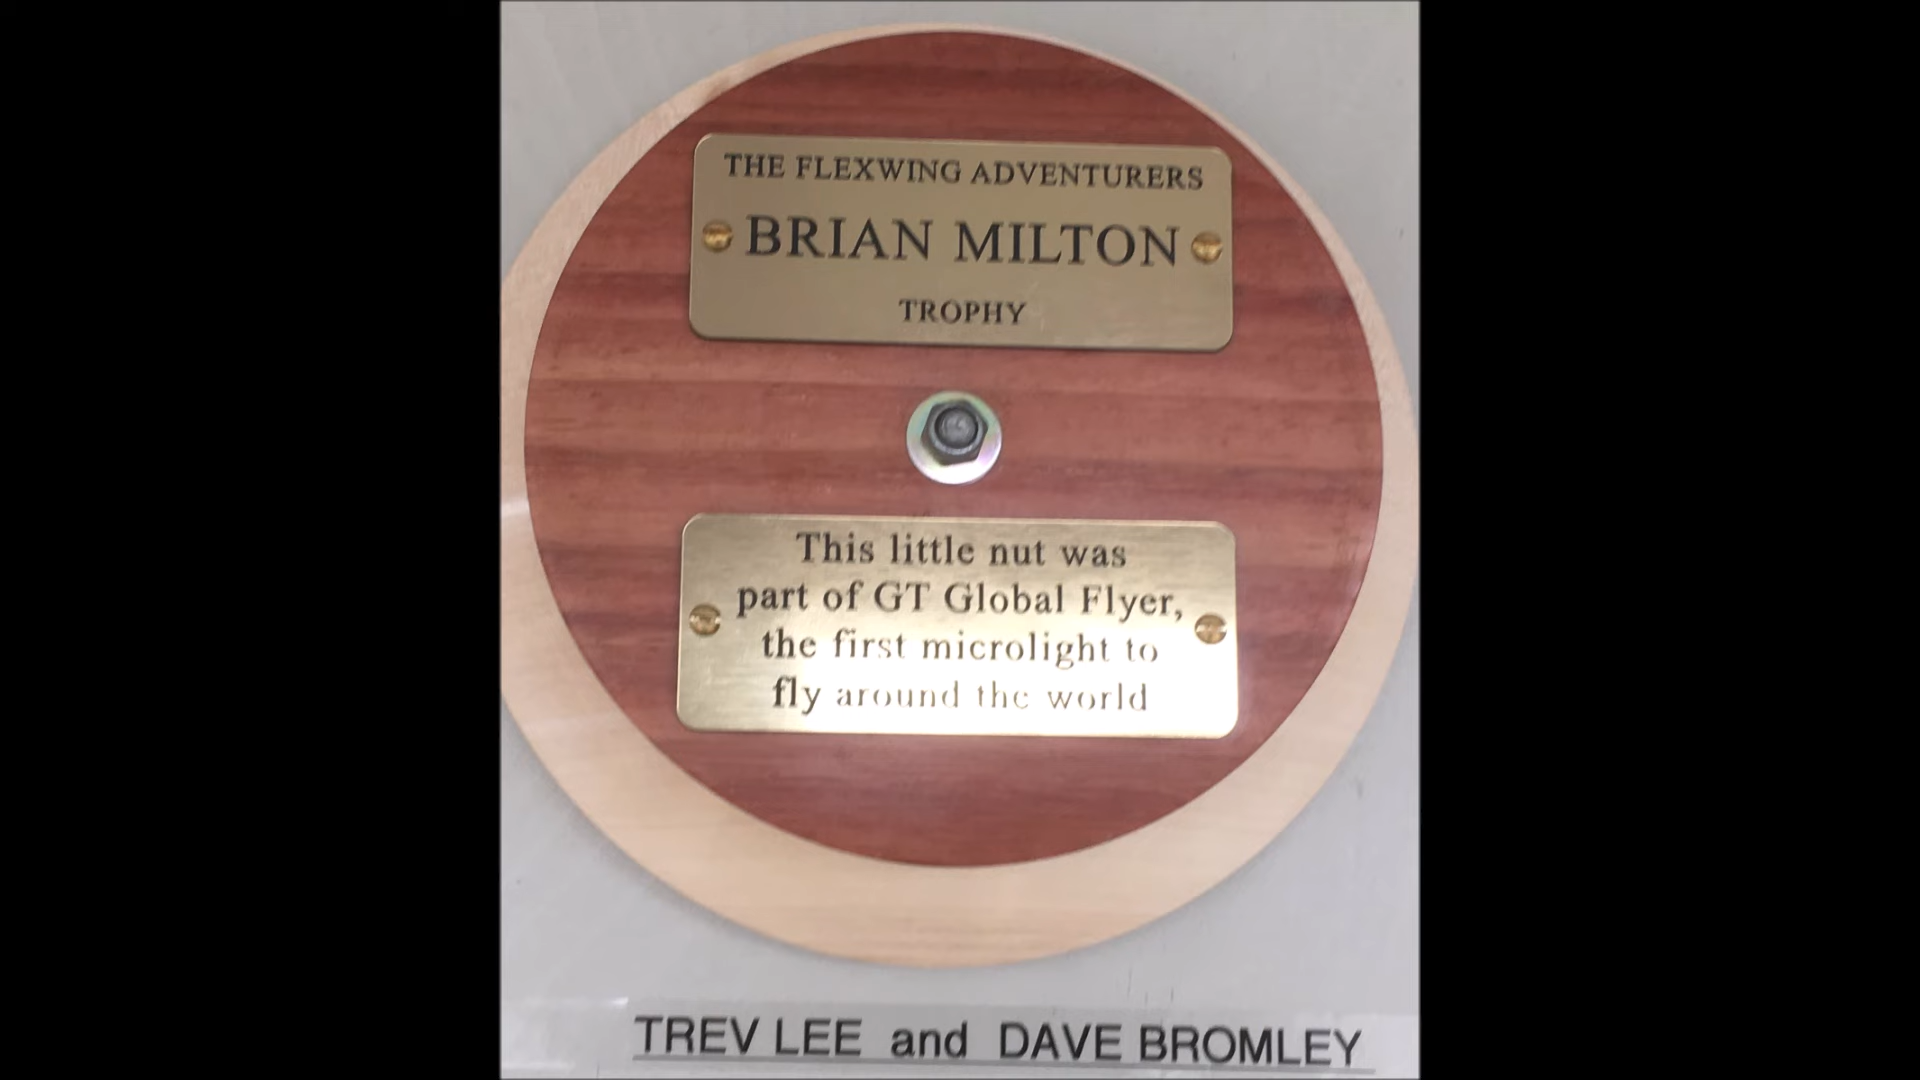 THE FLEXWING ADVENTURERS
BRIAN MILTON
TROPHY
This little nut was
part of GT Global Flyer,
the first microlight to
fly around the world
TREV LEE and DAVE BROMLEY